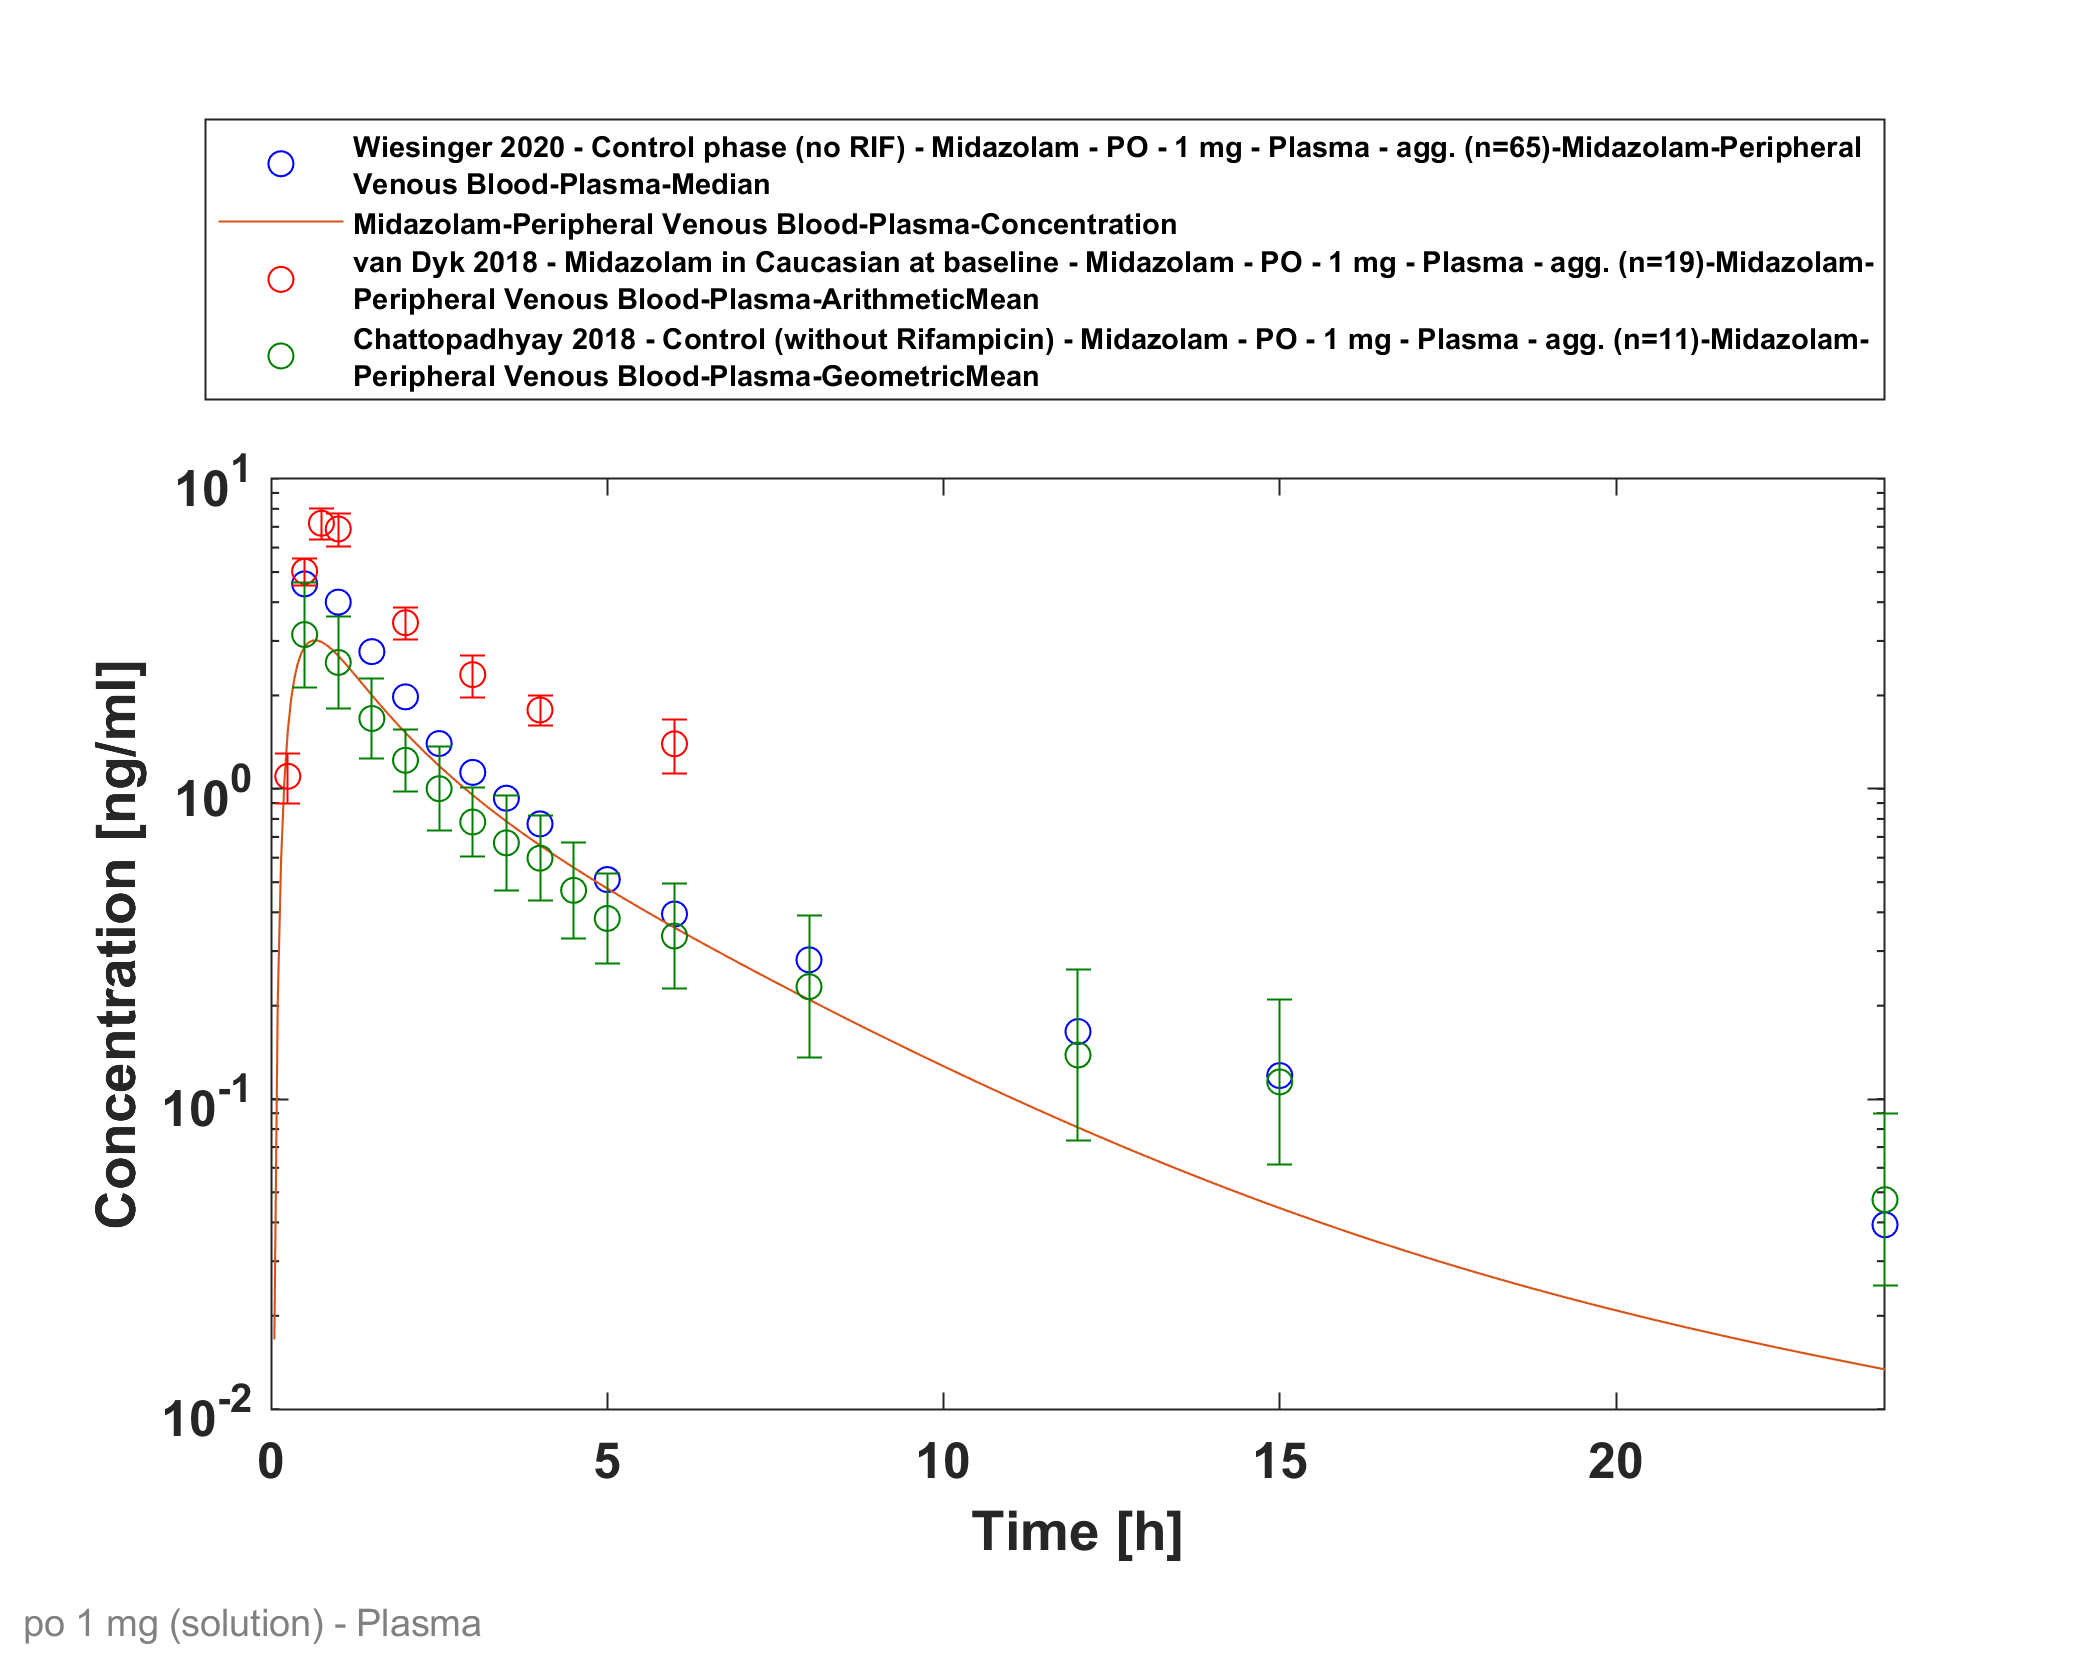 Wiesinger 2020 - Control phase (no RIF) - Midazolam - PO - 1 mg - Plasma - agg. (n=65)-Midazolam-Peripheral
Venous Blood-Plasma-Median
Midazolam-Peripheral Venous Blood-Plasma-Concentration
van Dyk 2018 - Midazolam in Caucasian at baseline - Midazolam - PO - 1 mg - Plasma - agg. (n=19)-Midazolam-
Peripheral Venous Blood-Plasma-ArithmeticMean
Chattopadhyay 2018 - Control (without Rifampicin) - Midazolam - PO - 1 mg - Plasma - agg. (n=11)-Midazolam-
Peripheral Venous Blood-Plasma-GeometricMean
10^1
10^0
10^-1
10^-2
Concentration [ng/ml]
0 5 10 15 20
Time [h]
po 1 mg (solution) - Plasma